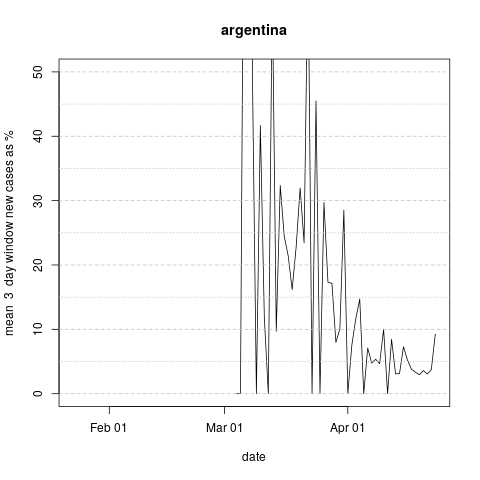 argentina
mean  3  day window new cases as %
50
40
30
20
10
0
Feb 01
Mar 01
Apr 01
date